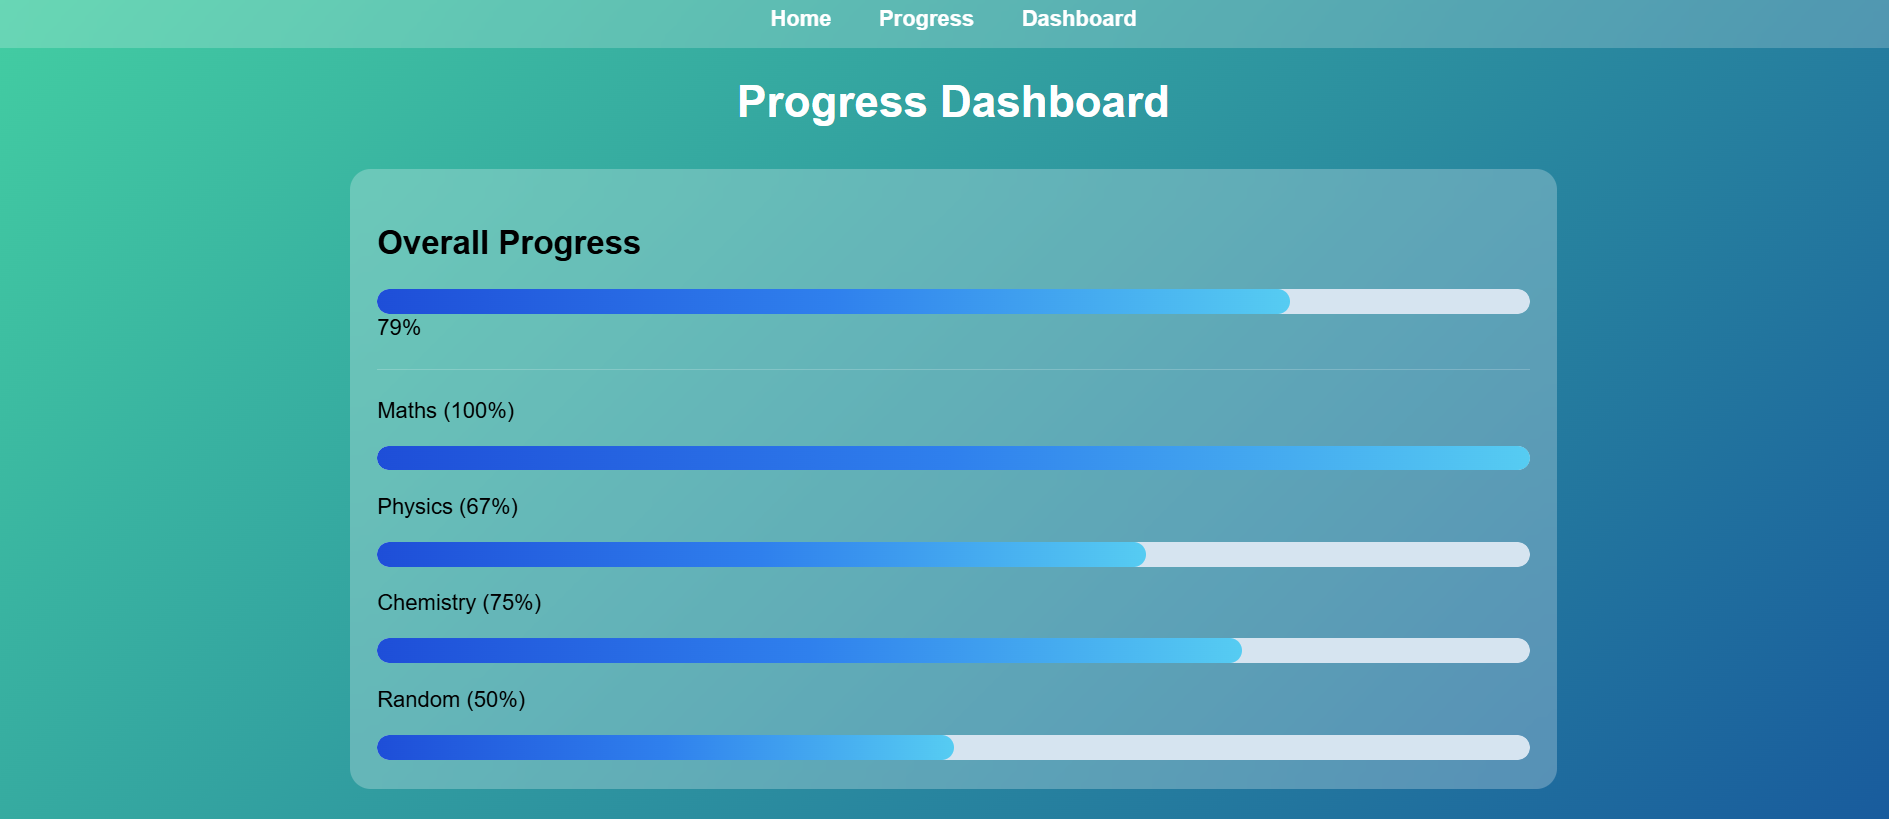 Home Progress Dashboard
Progress Dashboard
Overall Progress
79%
Maths (100%)
Physics (67%)
Chemistry (75%)
Random (50%)